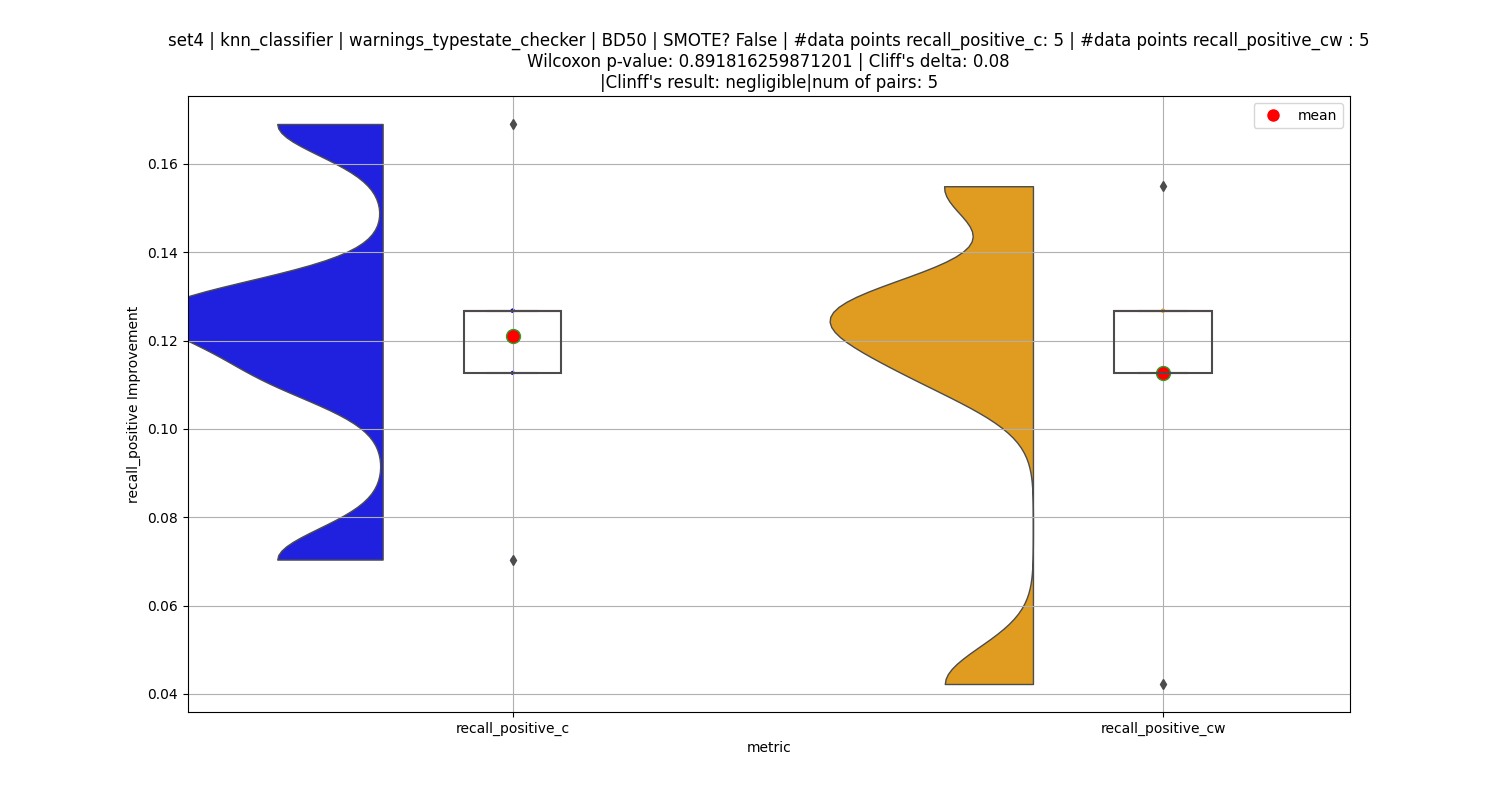 set4 | knn_classifier | warnings_typestate_checker | BD50 | SMOTE? False | #data points recall_positive_c: 5 | #data points recall_positive_cw : 5
Wilcoxon p-value: 0.891816259871201 | Cliff's delta: 0.08
|Clinff's result: negligible|num of pairs: 5
mean
0.16
0.14
0.12
0.10
0.08
0.06
0.04
recall_positive Improvement
recall_positive_c
recall_positive_cw
metric